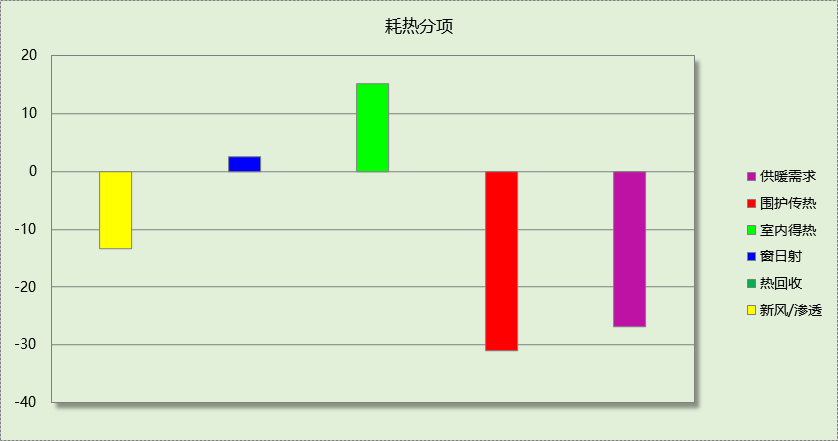 耗热分项
20
10
0
-10
-20
-30
-40
供暖需求
围护传热
室内得热
窗日射
热回收
新风/渗透